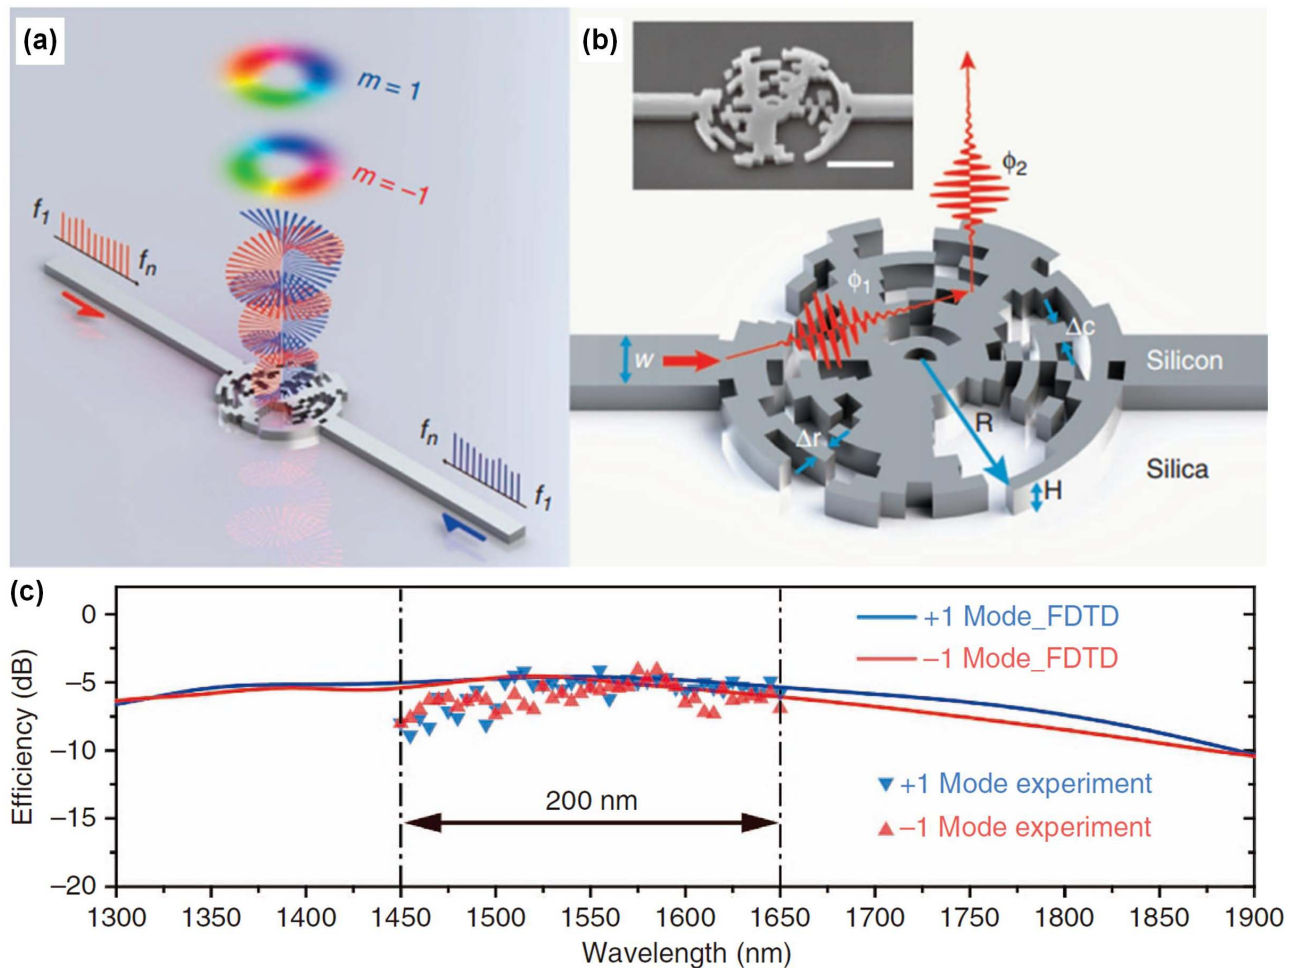 (a)
m = 1
m = −1
f1
fn
fn
f1
(b)
ϕ2
ϕ1
Δc
w
Silicon
R
Δr
H
Silica
(c)
Efficiency (dB)
0
−5
−10
−15
−20
+1 Mode_FDTD
−1 Mode_FDTD
200 nm
+1 Mode experiment
−1 Mode experiment
1300 1350 1400 1450 1500 1550 1600 1650 1700 1750 1800 1850 1900
Wavelength (nm)